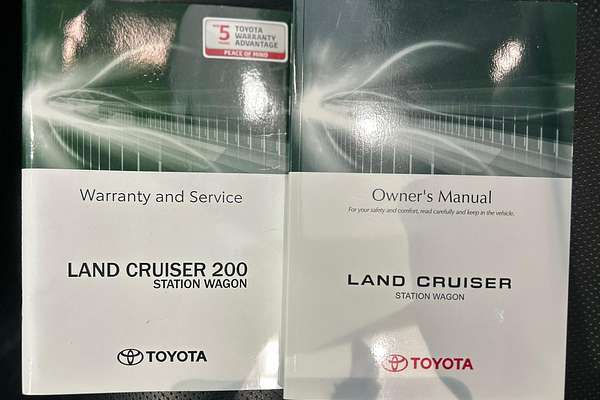 5
TOYOTA
WARRANTY
ADVANTAGE
PEACE OF MIND
Warranty and Service
LAND CRUISER 200
STATION WAGON
TOYOTA
Owner's Manual
For your safety and comfort, read carefully and keep in the vehicle.
LAND CRUISER
STATION WAGON
TOYOTA